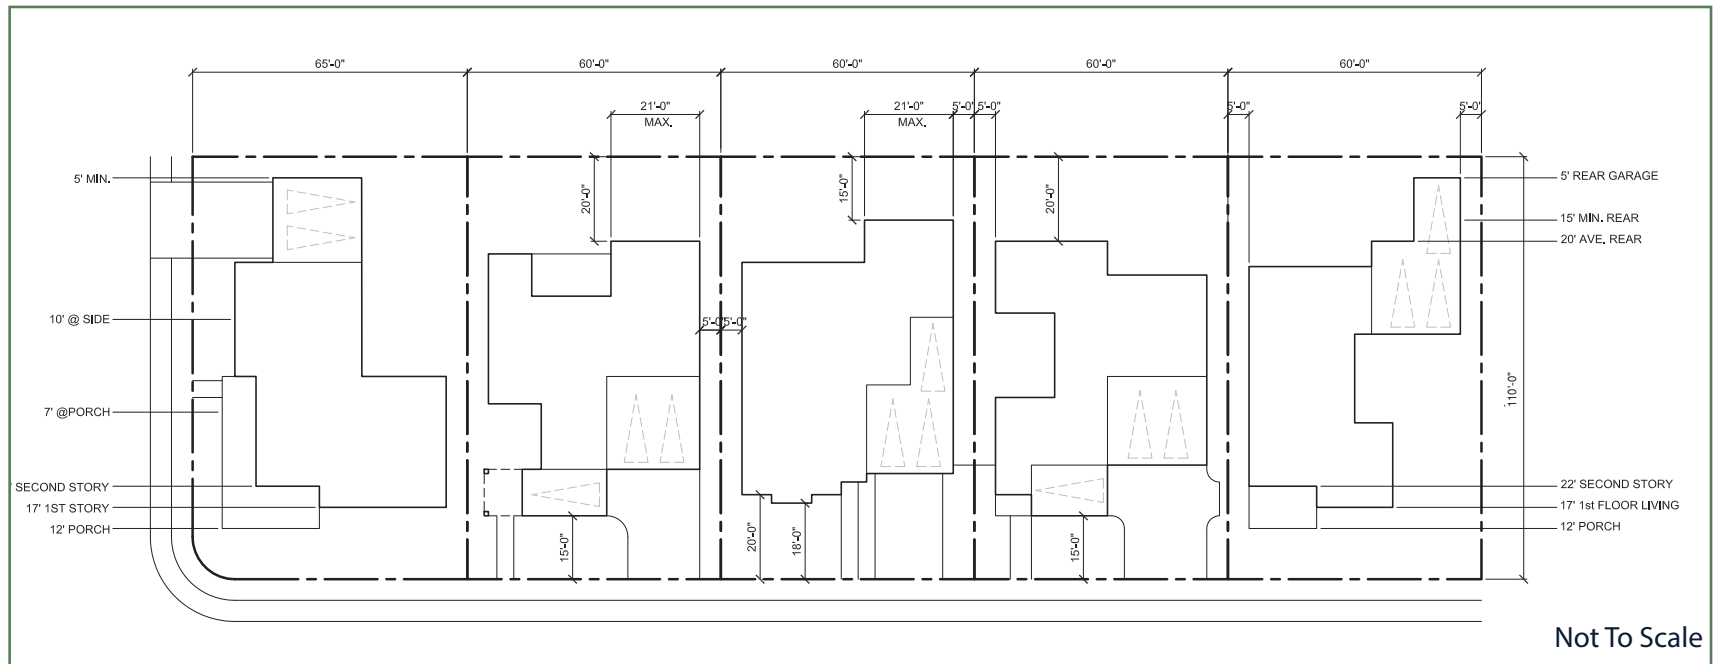 65'-0" 60'-0" 60'-0" 60'-0" 60'-0"
21'-0"
MAX.
21'-0"
MAX.
5'-0" 5'-0"
5'-0"
5'-0"
5' MIN.
20'-0"
15'-0"
20'-0"
5' REAR GARAGE
15' MIN. REAR
20' AVE. REAR
10' @ SIDE
5'-0" 5'-0"
7' @PORCH
110'-0"
' SECOND STORY
17' 1ST STORY
12' PORCH
15'-0"
20'-0"
18'-0"
15'-0"
22' SECOND STORY
17' 1st FLOOR LIVING
12' PORCH
Not To Scale